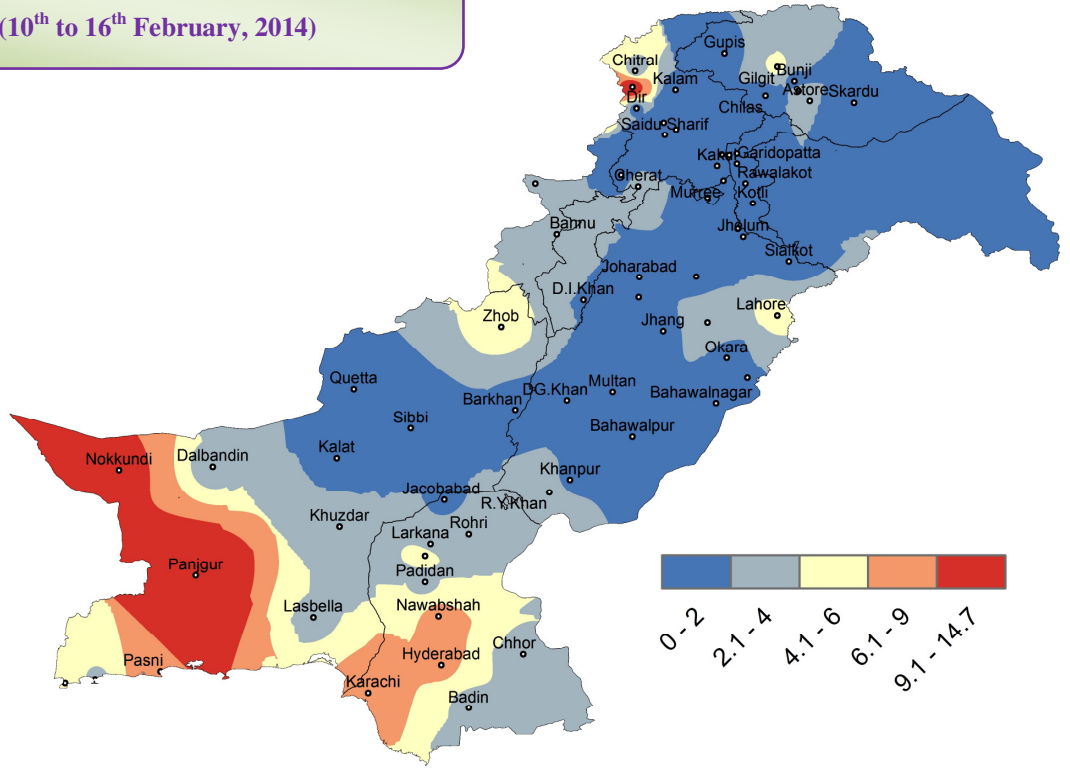 (10th to 16th February, 2014)
Gupis
Chitral
Bunji
Gilgit
Kalam
Astore
Skardu
Dir
Chilas
Saidu Sharif
Garidopatta
Rawalakot
Cherat
Murree
Kotli
Bannu
Jhelum
Sialkot
Joharabad
D.I.Khan
Lahore
Zhob
Jhang
Okara
Quetta
DG.Khan
Multan
Barkhan
Bahawalnagar
Sibbi
Bahawalpur
Kalat
Nokkundi
Dalbandin
Khanpur
Jacobabad
R.Y.Khan
Khuzdar
Rohri
Larkana
Panjgur
Padidan
Lasbella
Nawabshah
Chhor
Hyderabad
Pasni
Karachi
Badin
0 - 2
2.1 - 4
4.1 - 6
6.1 - 9
9.1 - 14.7